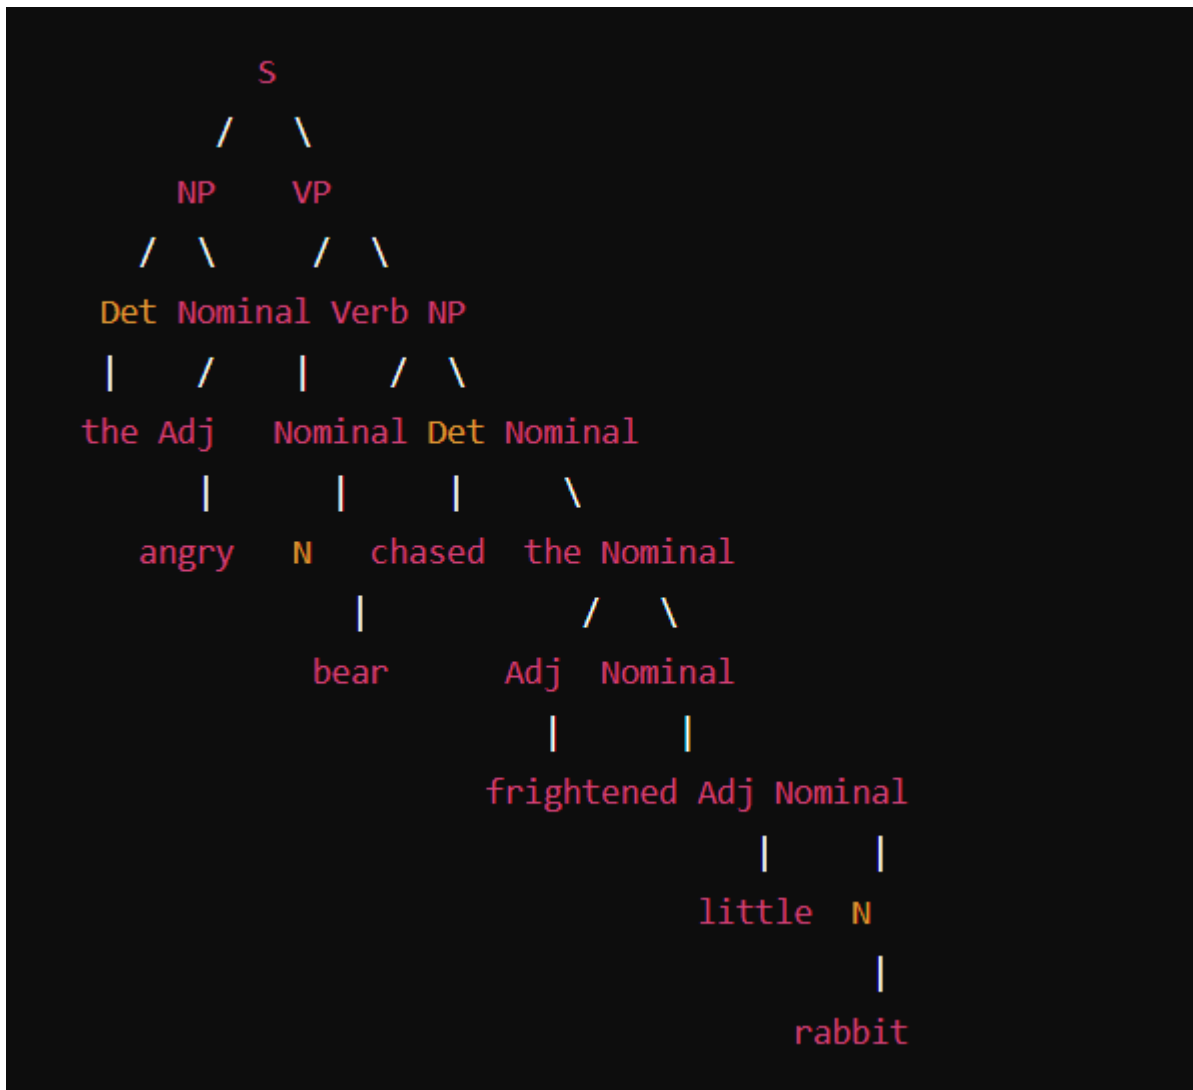 S
/ \
NP VP
/ \ / \
Det Nominal Verb NP
| / | / \
the Adj Nominal Det Nominal
| | | \
angry N chased the Nominal
| / \
bear Adj Nominal
| |
frightened Adj Nominal
| |
little N
|
rabbit